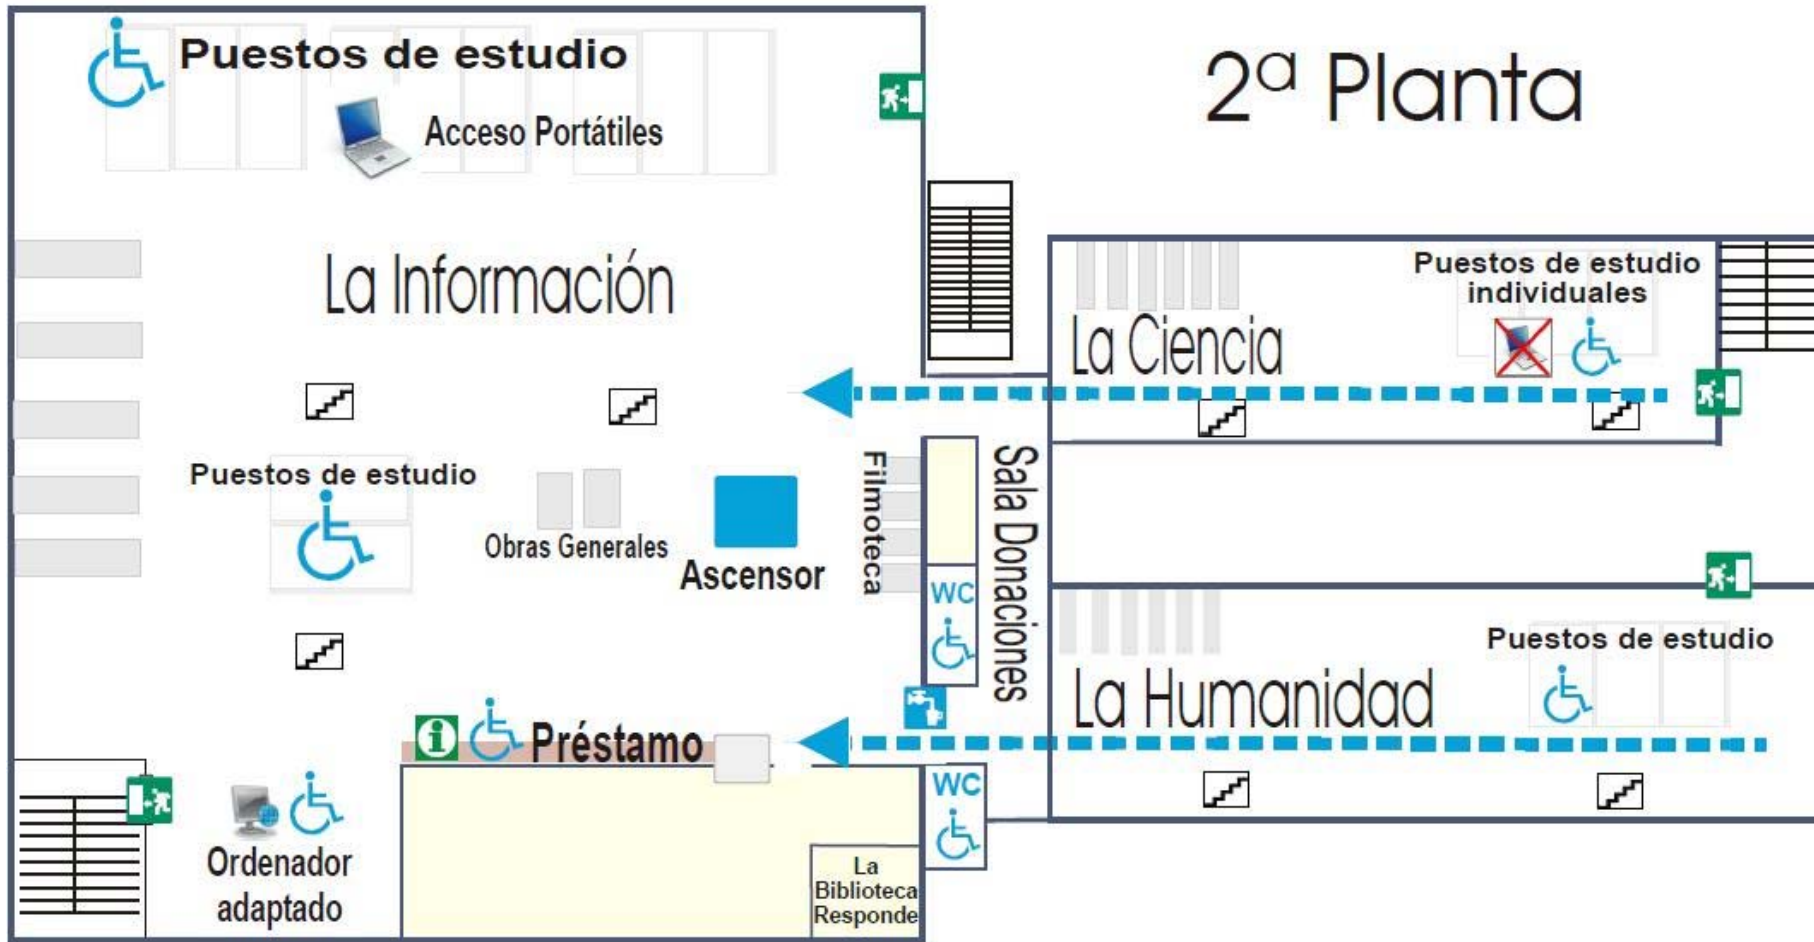 2ª Planta
Puestos de estudio
Acceso Portátiles
La Información
Puestos de estudio
Obras Generales
Ascensor
Filmoteca
WC
Sala Donaciones
La Ciencia
Puestos de estudio
individuales
La Humanidad
Puestos de estudio
i
Préstamo
WC
Ordenador
adaptado
La
Biblioteca
Responde